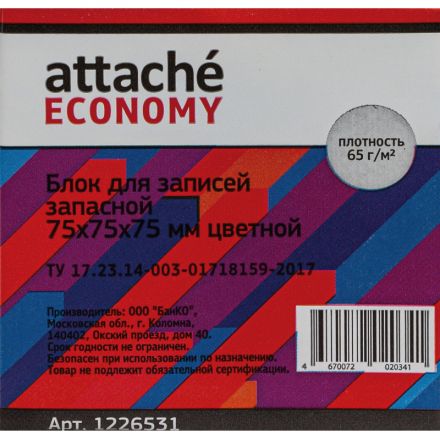 attaché
ECONOMY
ПЛОТНОСТЬ
65 г/м²
Блок для записей
запасной
75x75x75 мм цветной
ТУ 17.23.14-003-01718159-2017
Производитель: ООО "БанКО",
Московская обл., г. Коломна,
140402, Окский проезд, дом 40.
Срок годности не ограничен.
Безопасен при использовании по назначению.
Товар не подлежит обязательной сертификации.
4 670072 020341
Арт. 1226531